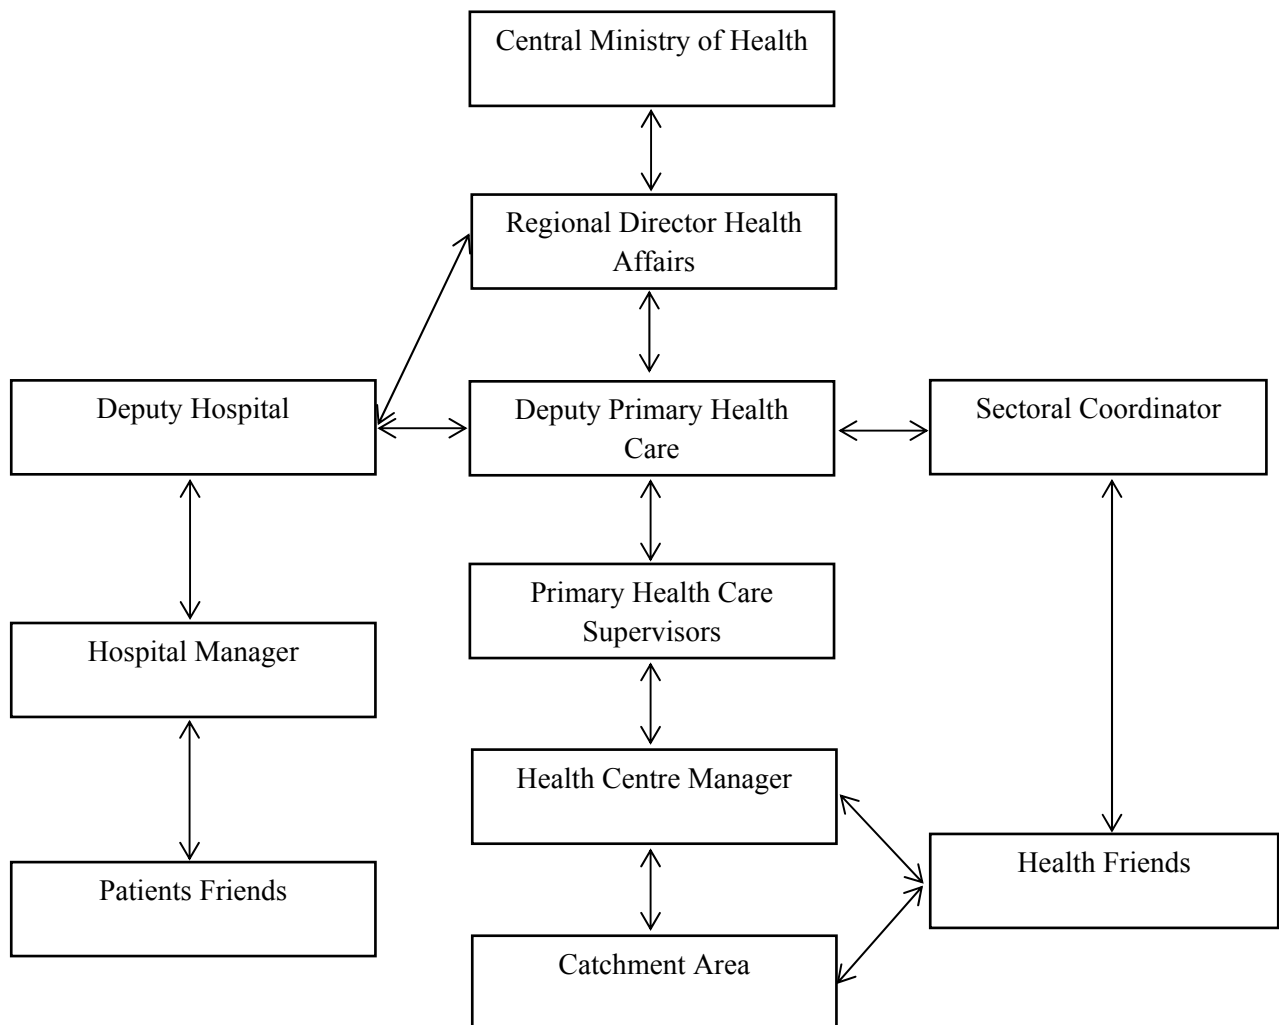 Central Ministry of Health
Regional Director Health
Affairs
Deputy Hospital
Deputy Primary Health
Care
Sectoral Coordinator
Primary Health Care
Supervisors
Hospital Manager
Health Centre Manager
Health Friends
Patients Friends
Catchment Area